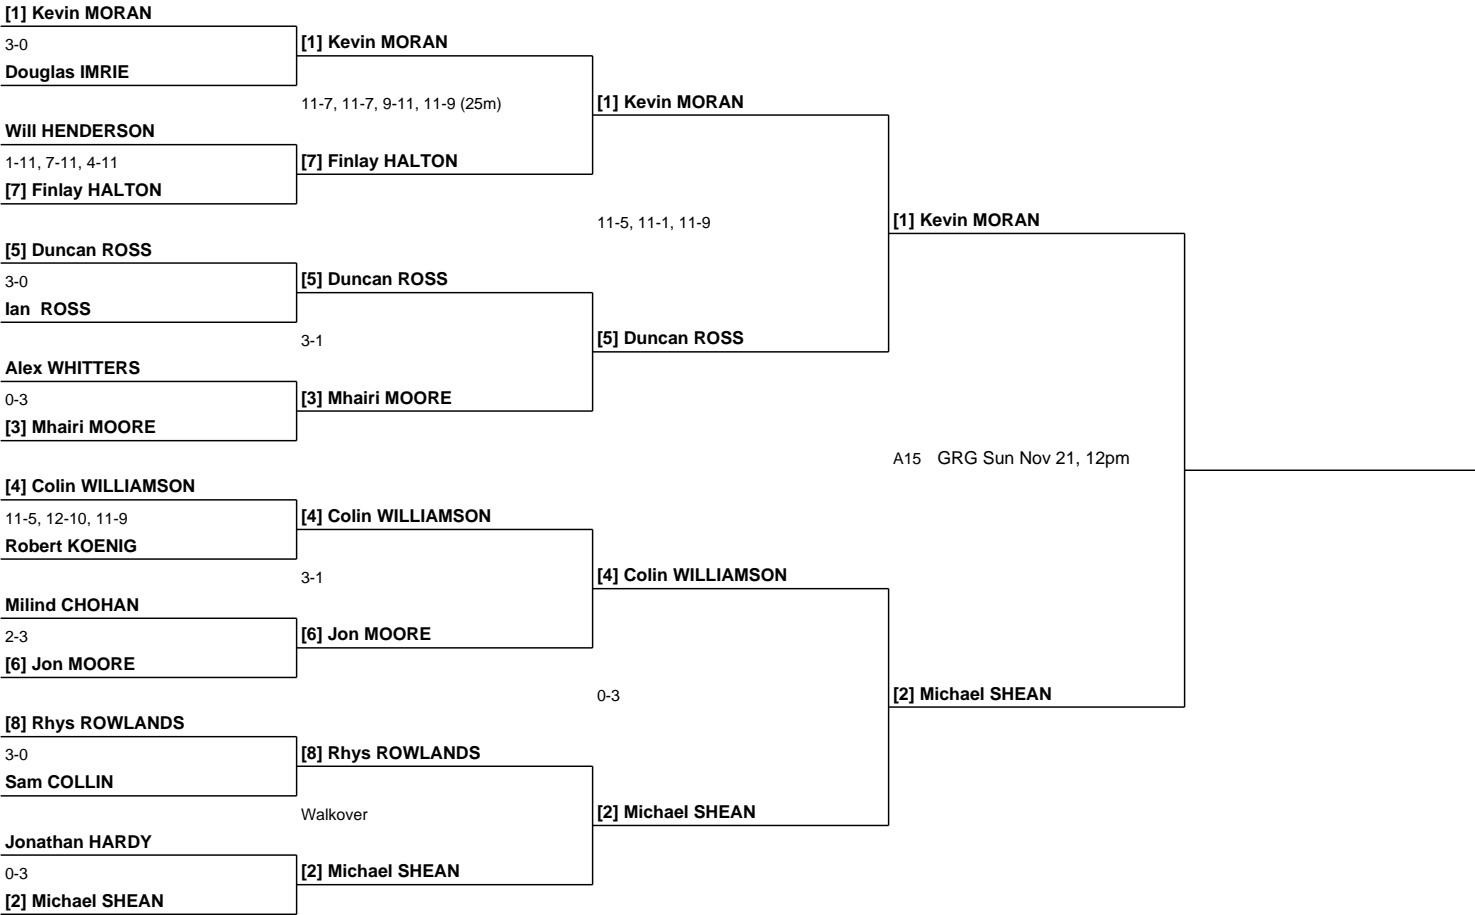 [1] Kevin MORAN
3-0
Douglas IMRIE
Will HENDERSON
1-11, 7-11, 4-11
[7] Finlay HALTON
[5] Duncan ROSS
3-0
Ian  ROSS
Alex WHITTERS
0-3
[3] Mhairi MOORE
[4] Colin WILLIAMSON
11-5, 12-10, 11-9
Robert KOENIG
Milind CHOHAN
2-3
[6] Jon MOORE
[8] Rhys ROWLANDS
3-0
Sam COLLIN
Jonathan HARDY
0-3
[2] Michael SHEAN
[1] Kevin MORAN
11-7, 11-7, 9-11, 11-9 (25m)
[7] Finlay HALTON
[5] Duncan ROSS
3-1
[3] Mhairi MOORE
[4] Colin WILLIAMSON
3-1
[6] Jon MOORE
[8] Rhys ROWLANDS
Walkover
[2] Michael SHEAN
[1] Kevin MORAN
11-5, 11-1, 11-9
[5] Duncan ROSS
[4] Colin WILLIAMSON
0-3
[2] Michael SHEAN
[1] Kevin MORAN
A15 GRG Sun Nov 21, 12pm
[2] Michael SHEAN